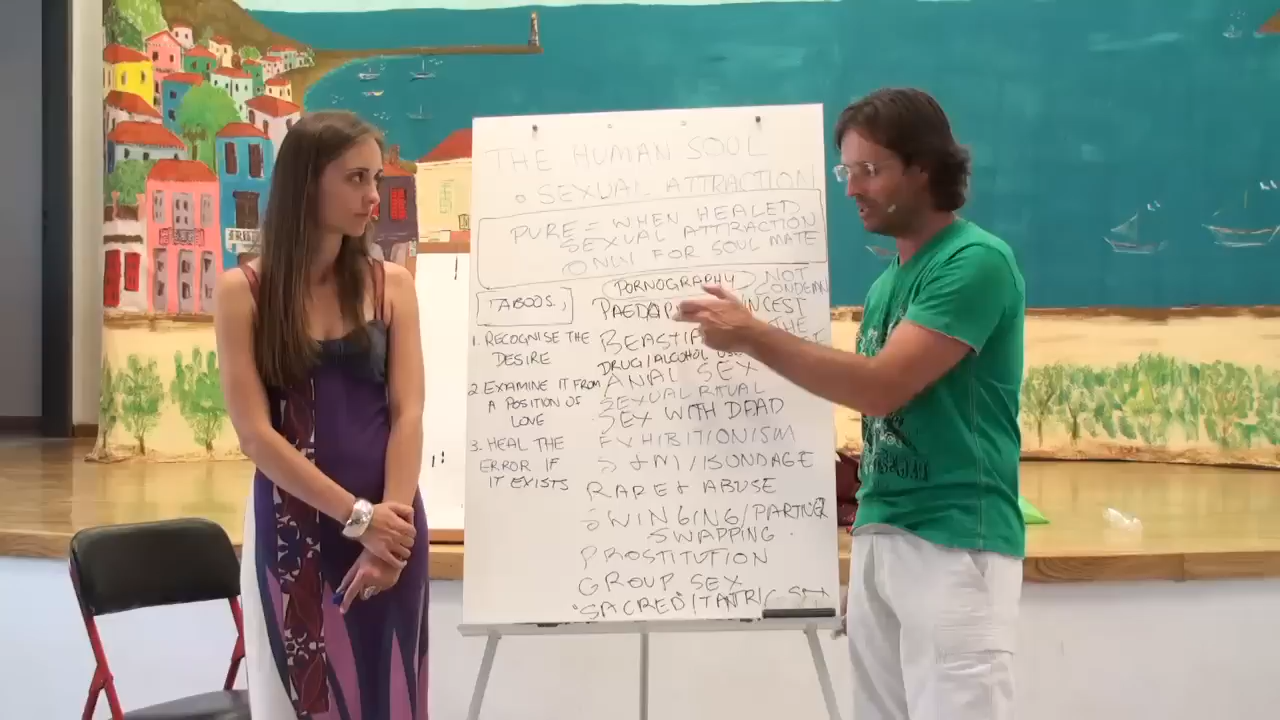 THE HUMAN SOUL
• SEXUAL ATTRACTION
PURE = WHEN HEALED
SEXUAL ATTRACTION
ONLY FOR SOUL MATE
PORNOGRAPHY NOT
CONDEMN
TABOOS..
1. RECOGNISE THE
DESIRE
2 EXAMINE IT FROM
A POSITION OF
LOVE
3. HEAL THE
ERROR IF
IT EXISTS
INCEST
THE
DRUG/ALCOHOL
ANAL SEX
SEXUAL RITUAL
SEX WITH DEAD
EXHIBITIONISM
S & M / BONDAGE
RAPE & ABUSE
SWINGING/PARTNER
SWAPPING
PROSTITUTION
GROUP SEX
"SACRED"/TANTRIC SEX